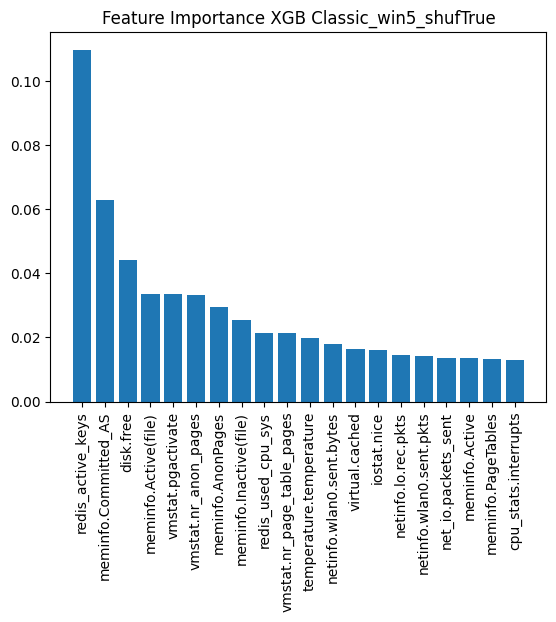 Feature Importance XGB Classic_win5_shufTrue
0.10
0.08
0.06
0.04
0.02
0.00
redis_active_keys
meminfo.Committed_AS
disk.free
meminfo.Active(file)
vmstat.pgactivate
vmstat.nr_anon_pages
meminfo.AnonPages
meminfo.Inactive(file)
redis_used_cpu_sys
vmstat.nr_page_table_pages
temperature.temperature
netinfo.wlan0.sent.bytes
virtual.cached
iostat.nice
netinfo.lo.rec.pkts
netinfo.wlan0.sent.pkts
net_io.packets_sent
meminfo.Active
meminfo.PageTables
cpu_stats.interrupts